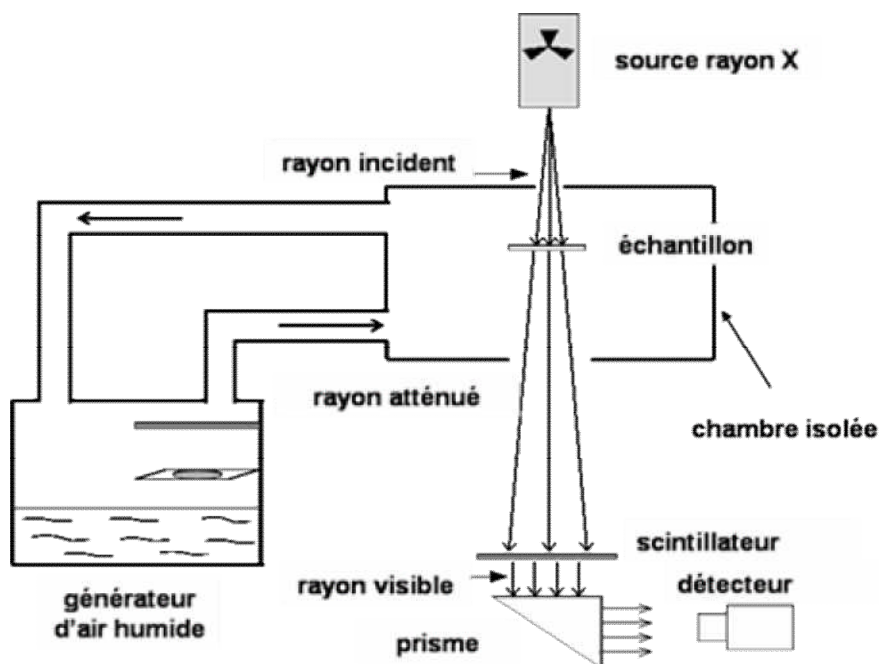 source rayon X
rayon incident
échantillon
rayon atténué
chambre isolée
scintillateur
rayon visible
détecteur
générateur
d'air humide
prisme